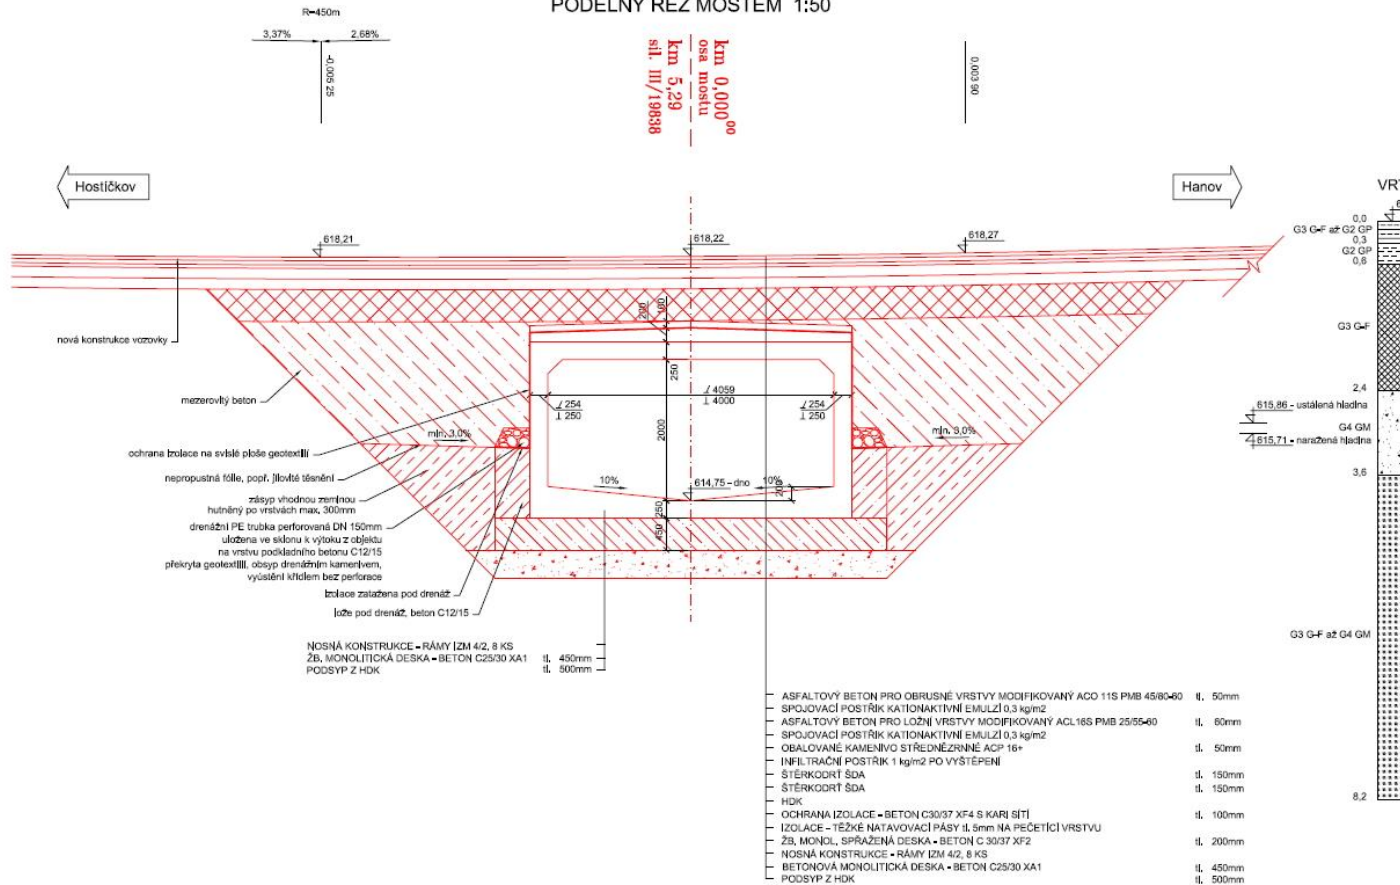 PODÉLNÝ ŘEZ MOSTEM 1:50
R=450m
3,37%
2,68%
-0,005 25
km 0,000⁰⁰
osa mostu
km 5,29
sil. III/19838
0,003 90
Hostíčkov
Hanov
618,21
618,22
618,27
0,0
G3 G-F až G2 GP
0,3
G2 GP
0,6
G3 G-F
2,4
615,86 - ustálená hladina
G4 GM
615,71 - naražená hladina
3,6
G3 G-F až G4 GM
8,2
200
100
250
4059
4000
254
250
254
250
2000
min. 3,0%
min. 3,0%
10%
614,75 - dno
10%
200
250
450
nová konstrukce vozovky
mezerovitý beton
ochrana izolace na svislé ploše geotextilií
nepropustná fólie, popř. jílovité těsnění
zásyp vhodnou zeminou
hutněný po vrstvách max. 300mm
drenážní PE trubka perforovaná DN 150mm
uložena ve sklonu k výtoku z objektu
na vrstvu podkladního betonu C12/15
překryta geotextilií, obsyp drenážním kamenivem,
vyústění křídlem bez perforace
izolace zatažena pod drenáž
lože pod drenáž, beton C12/15
NOSNÁ KONSTRUKCE - RÁMY IZM 4/2, 8 KS
ŽB. MONOLITICKÁ DESKA - BETON C25/30 XA1 tl. 450mm
PODSYP Z HDK tl. 500mm
ASFALTOVÝ BETON PRO OBRUSNÉ VRSTVY MODIFIKOVANÝ ACO 11S PMB 45/80-60 tl. 50mm
SPOJOVACÍ POSTŘIK KATIONAKTIVNÍ EMULZÍ 0,3 kg/m2
ASFALTOVÝ BETON PRO LOŽNÍ VRSTVY MODIFIKOVANÝ ACL16S PMB 25/55-60 tl. 60mm
SPOJOVACÍ POSTŘIK KATIONAKTIVNÍ EMULZÍ 0,3 kg/m2
OBALOVANÉ KAMENIVO STŘEDNĚZRNNÉ ACP 16+ tl. 50mm
INFILTRAČNÍ POSTŘIK 1 kg/m2 PO VYŠTĚPENÍ
ŠTĚRKODRŤ ŠDA tl. 150mm
ŠTĚRKODRŤ ŠDA tl. 150mm
HDK
OCHRANA IZOLACE - BETON C30/37 XF4 S KARI SÍTÍ tl. 100mm
IZOLACE - TĚŽKÉ NATAVOVACÍ PÁSY tl. 5mm NA PEČETÍCÍ VRSTVU
ŽB. MONOL. SPŘAŽENÁ DESKA - BETON C 30/37 XF2 tl. 200mm
NOSNÁ KONSTRUKCE - RÁMY IZM 4/2, 8 KS
BETONOVÁ MONOLITICKÁ DESKA - BETON C25/30 XA1 tl. 450mm
PODSYP Z HDK tl. 500mm